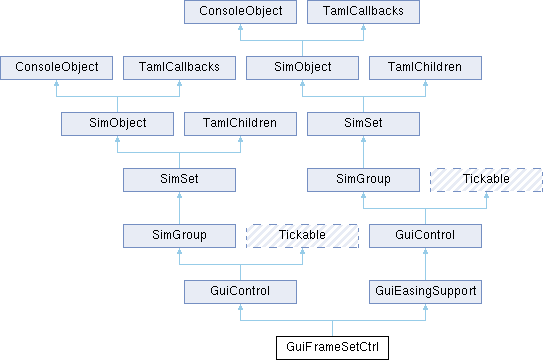 ConsoleObject TamlCallbacks
ConsoleObject TamlCallbacks SimObject TamlChildren
SimObject TamlChildren SimSet
SimSet SimGroup Tickable
SimGroup Tickable GuiControl
GuiControl GuiEasingSupport
GuiFrameSetCtrl